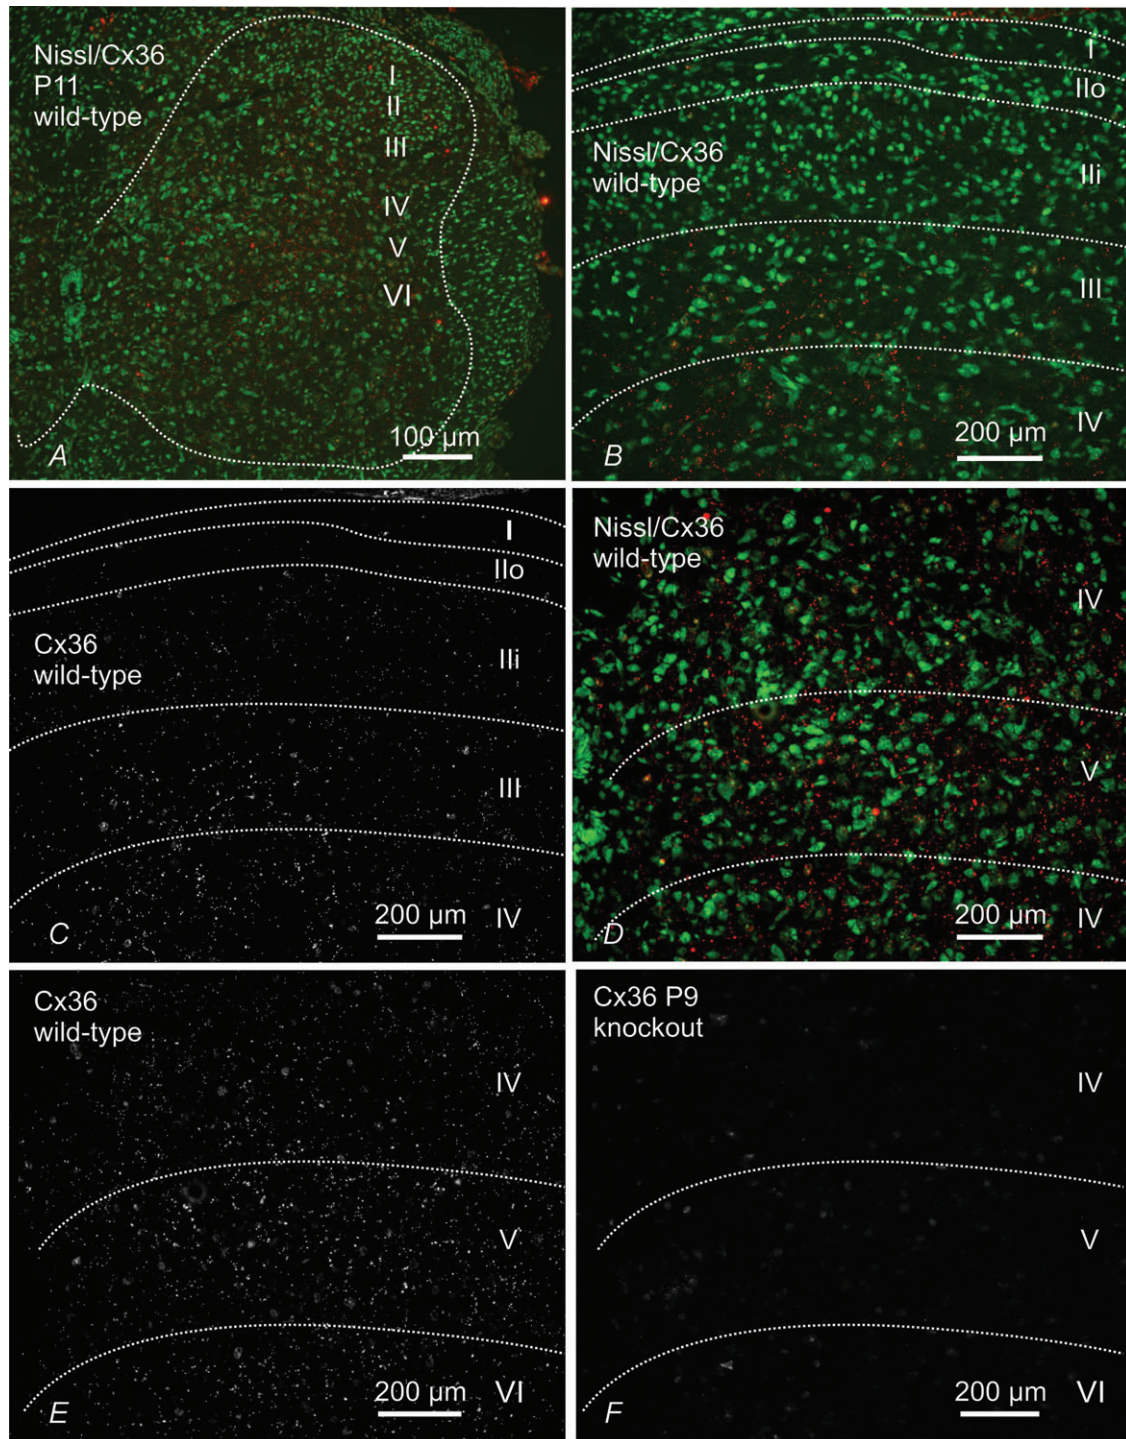 Nissl/Cx36
P11
wild-type
I
II
III
IV
V
VI
100 µm
A
I
IIo
Nissl/Cx36
wild-type
IIi
III
IV
200 µm
B
I
IIo
Cx36
wild-type
IIi
III
IV
200 µm
C
Nissl/Cx36
wild-type
IV
V
IV
200 µm
D
Cx36
wild-type
IV
V
VI
200 µm
E
Cx36 P9
knockout
IV
V
VI
200 µm
F